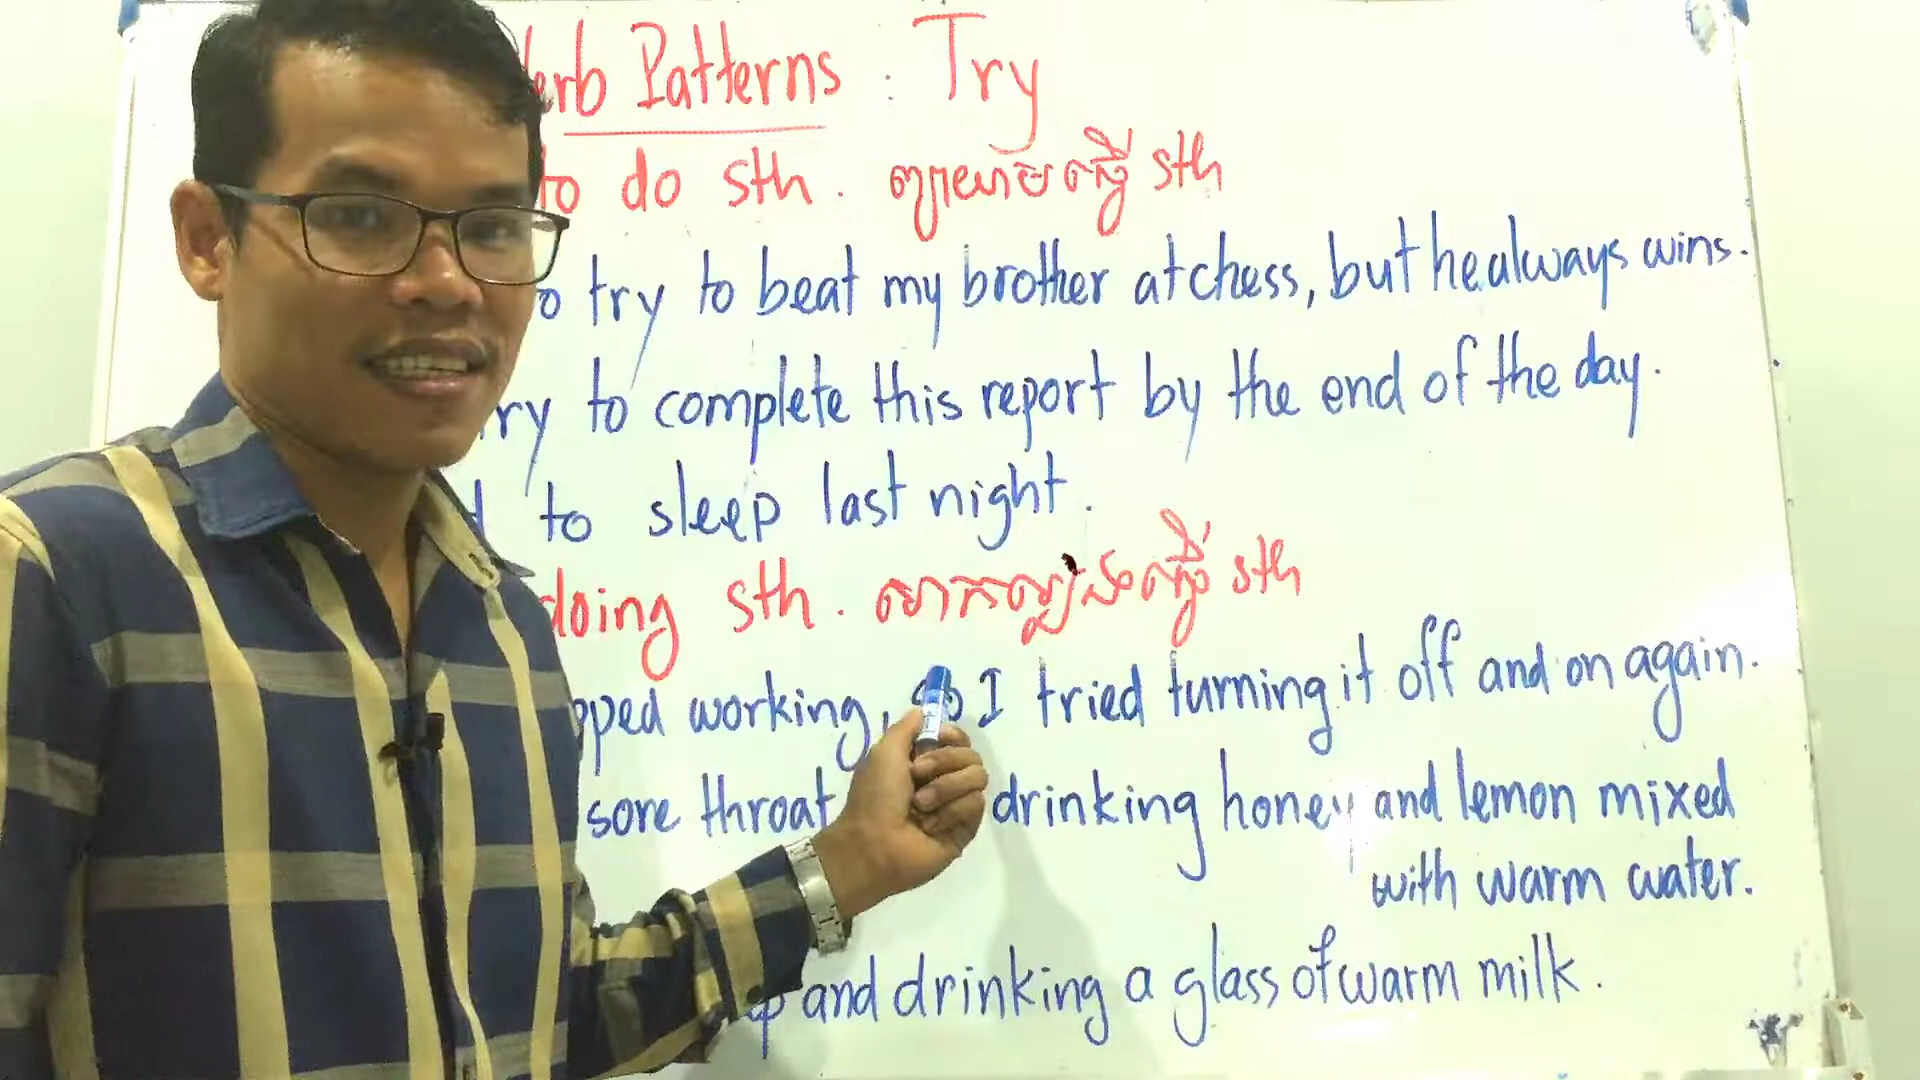 erb Patterns : Try
to do sth. ព្យាយាមធ្វើ sth
o try to beat my brother at chess, but he always wins.
ry to complete this report by the end of the day.
d to sleep last night.
doing sth. សាកល្បងធ្វើ sth
pped working, so I tried turning it off and on again.
sore throat drinking honey and lemon mixed
with warm water.
p and drinking a glass of warm milk.